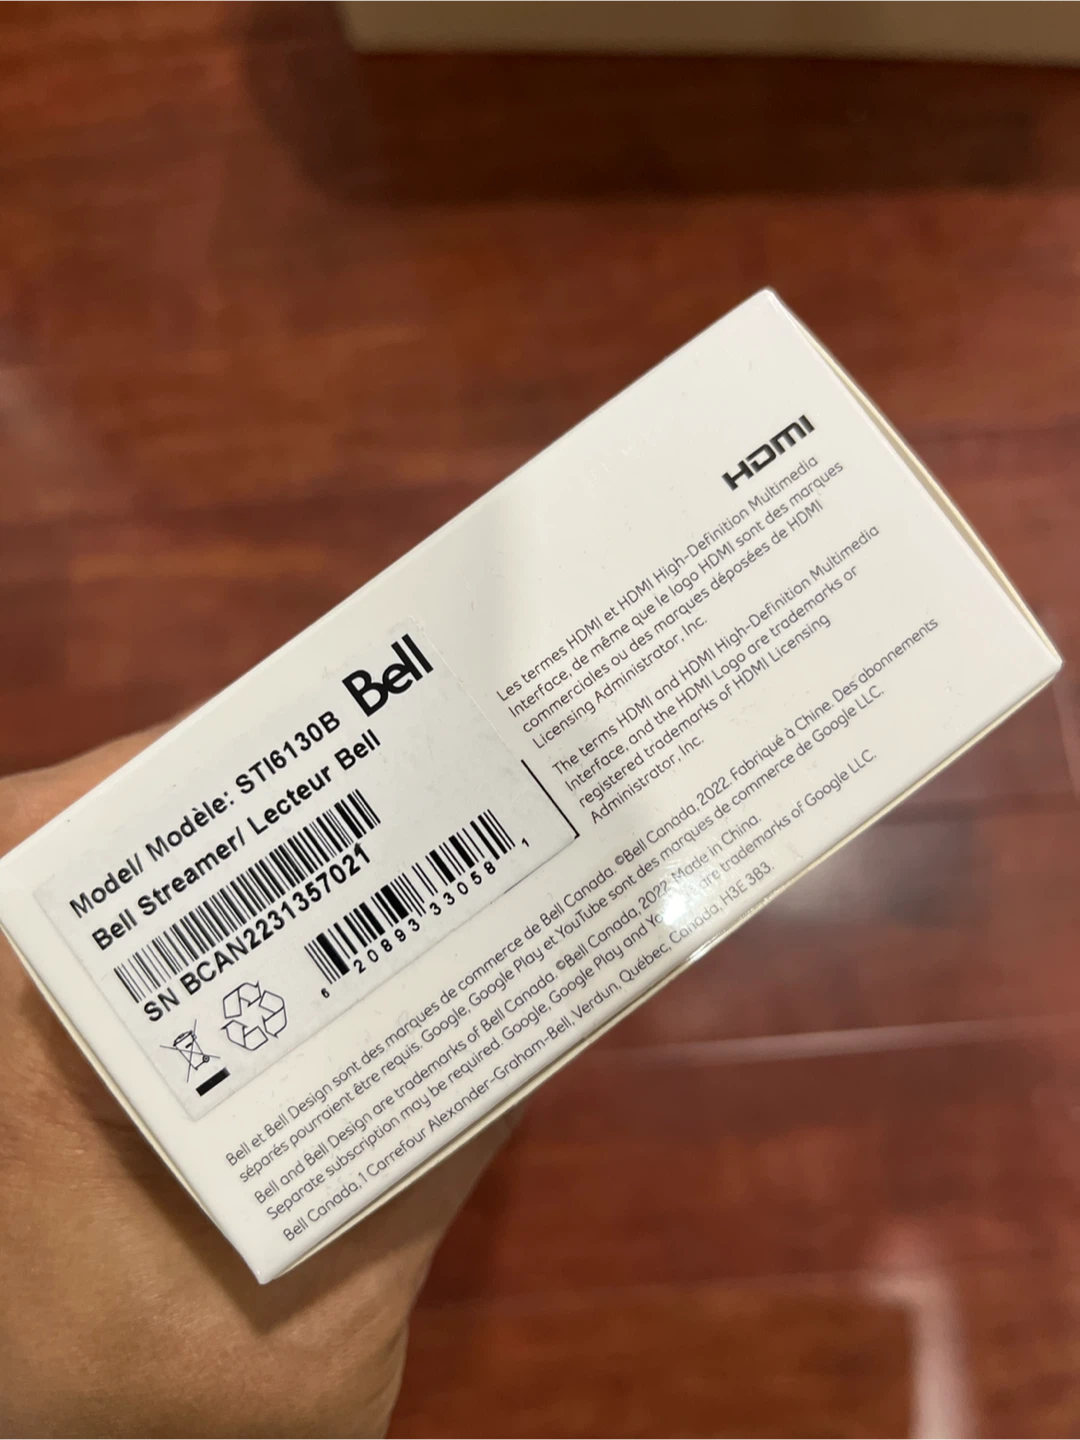 Bell
Model/ Modèle: STI6130B
Bell Streamer/ Lecteur Bell
SN BCAN2231357021
6 20893 33058 1
HDMI
Les termes HDMI et HDMI High-Definition Multimedia
Interface, de même que le logo HDMI sont des marques
commerciales ou des marques déposées de HDMI
Licensing Administrator, Inc.
The terms HDMI and HDMI High-Definition Multimedia
Interface, and the HDMI Logo are trademarks or
registered trademarks of HDMI Licensing
Administrator, Inc.
Bell et Bell Design sont des marques de commerce de Bell Canada. ©Bell Canada, 2022. Fabriqué à Chine. Des abonnements
séparés pourraient être requis. Google, Google Play et YouTube sont des marques de commerce de Google LLC.
Bell and Bell Design are trademarks of Bell Canada. ©Bell Canada, 2022. Made in China.
Separate subscription may be required. Google, Google Play and are trademarks of Google LLC.
Bell Canada, 1 Carrefour Alexander-Graham-Bell, Verdun, Québec, Canada, H3E 3B3.